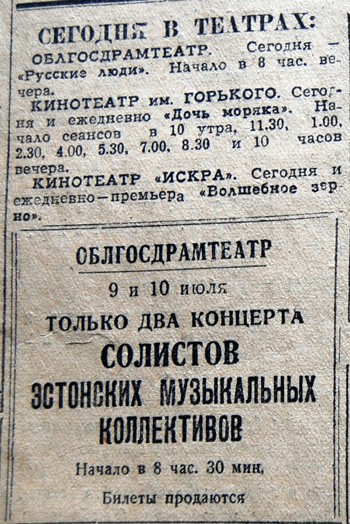 СЕГОДНЯ В ТЕАТРАХ:
ОБЛГОСДРАМТЕАТР. Сегодня —
«Русские люди». Начало в 8 час. ве-
чера.
КИНОТЕАТР им. ГОРЬКОГО. Сегод-
ня и ежедневно «Дочь моряка». На-
чало сеансов в 10 утра, 11.30, 1.00,
2.30, 4.00, 5.30, 7.00, 8.30 и 10 часов
вечера.
КИНОТЕАТР «ИСКРА». Сегодня и
ежедневно—премьера «Волшебное зер-
но».
ОБЛГОСДРАМТЕАТР
9 и 10 июля
ТОЛЬКО ДВА КОНЦЕРТА
СОЛИСТОВ
ЭСТОНСКИХ МУЗЫКАЛЬНЫХ
КОЛЛЕКТИВОВ
Начало в 8 час. 30 мин.
Билеты продаются